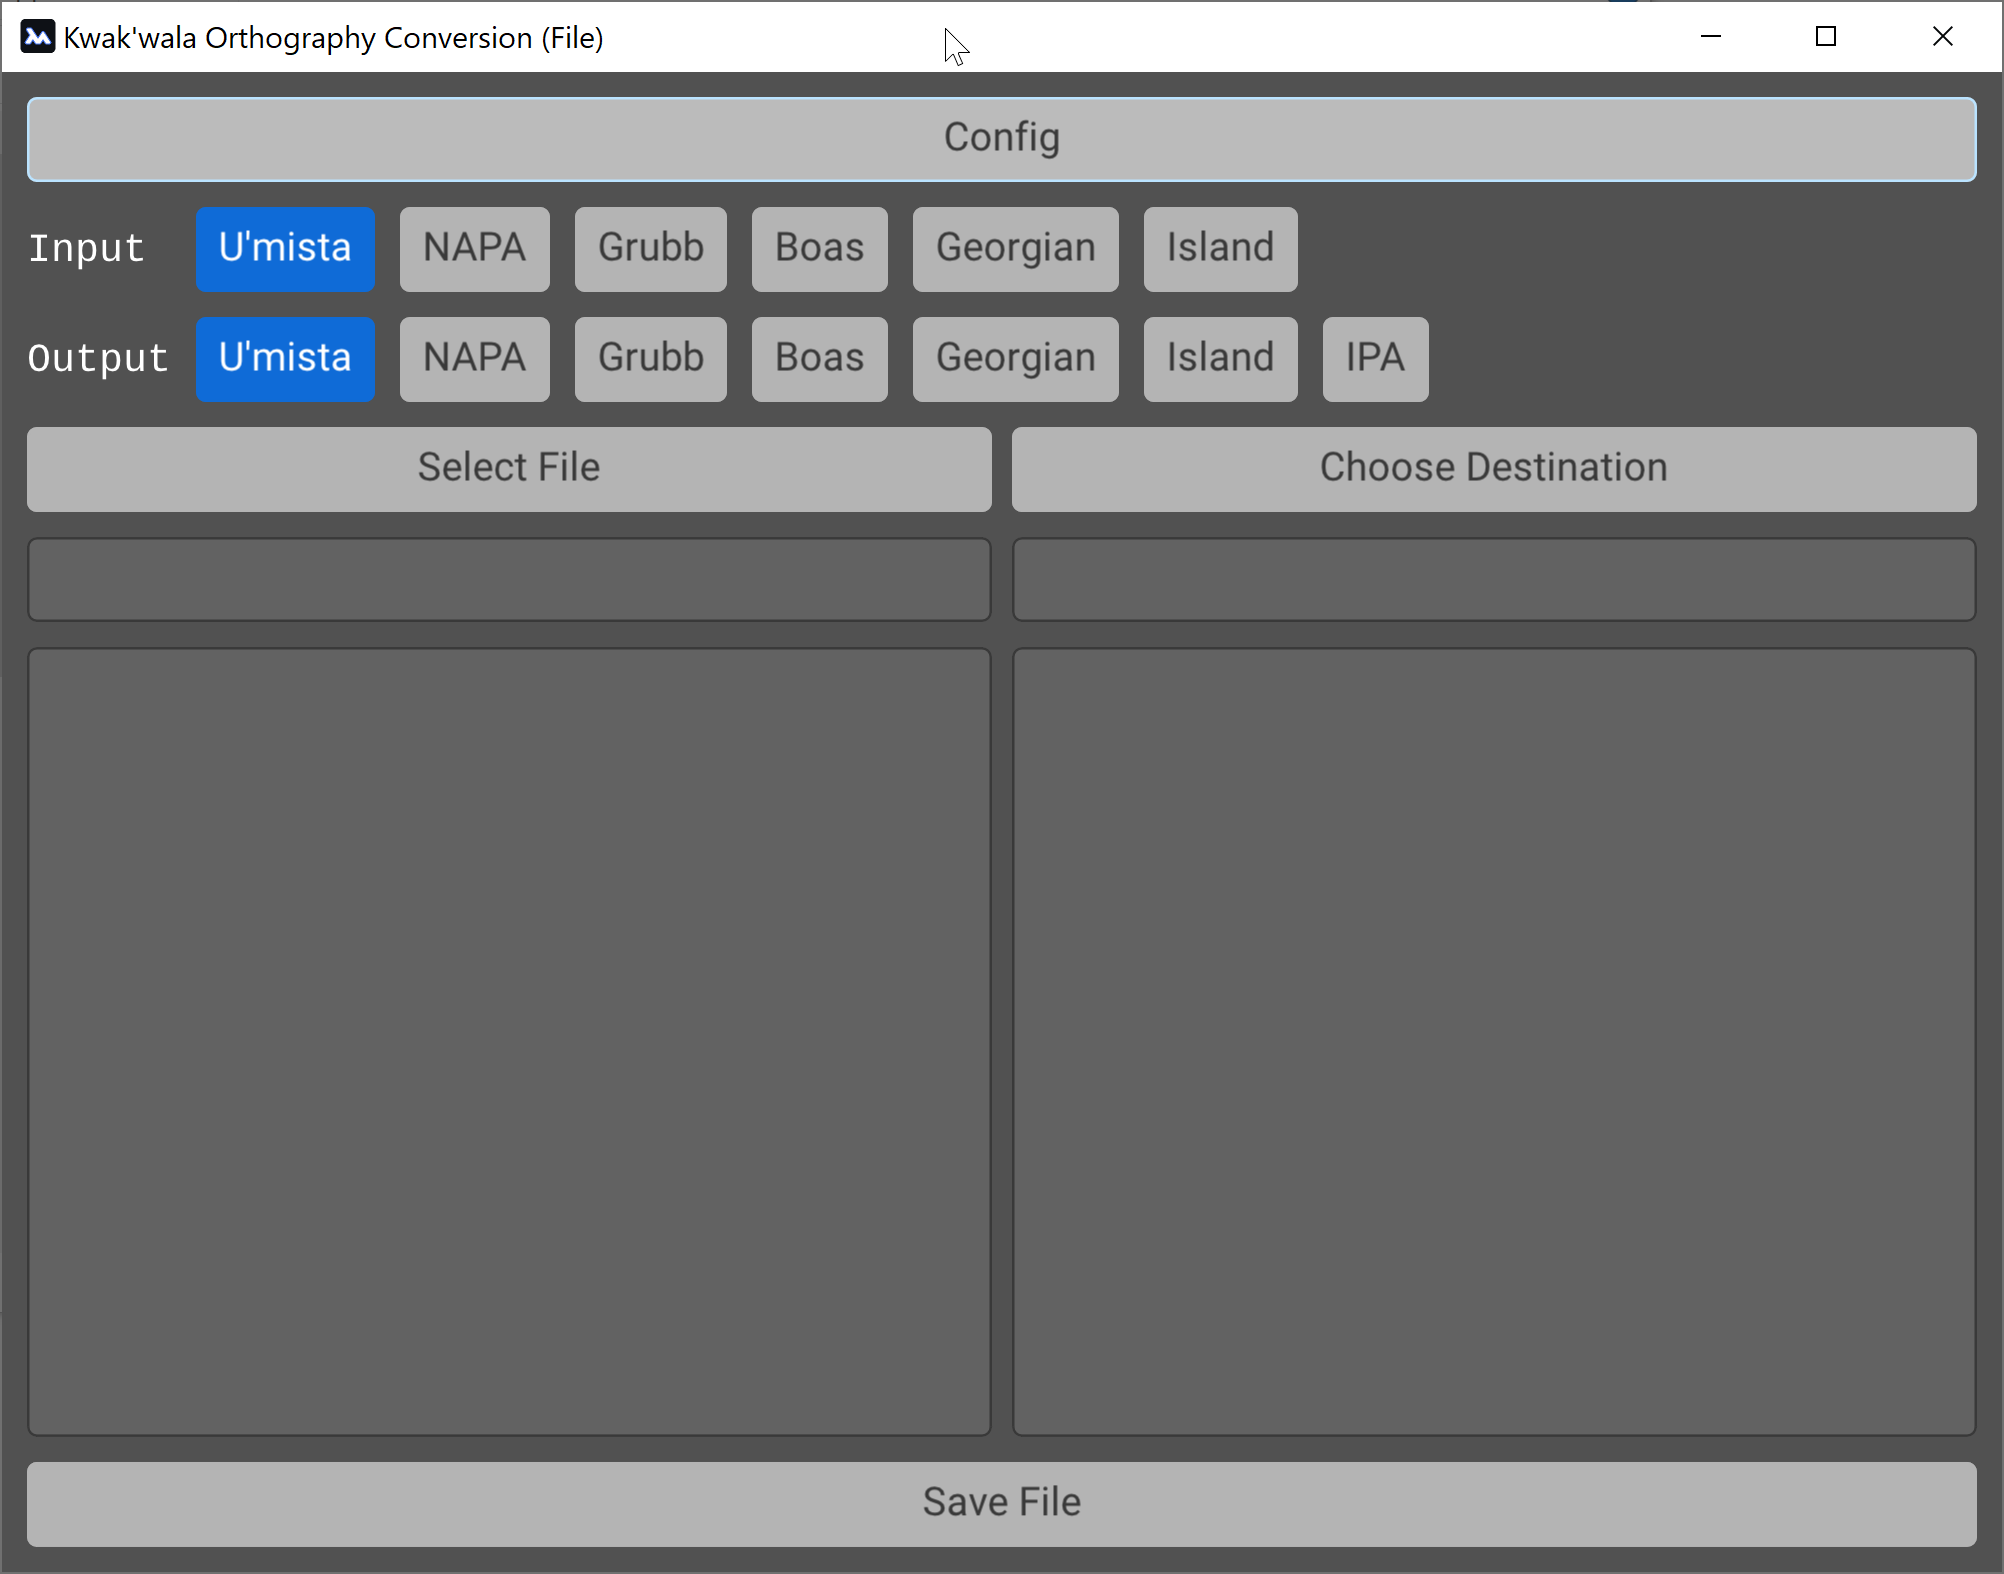 Kwak'wala Orthography Conversion (File)
Config
Input U'mista NAPA Grubb Boas Georgian Island
Output U'mista NAPA Grubb Boas Georgian Island IPA
Select File Choose Destination
Save File